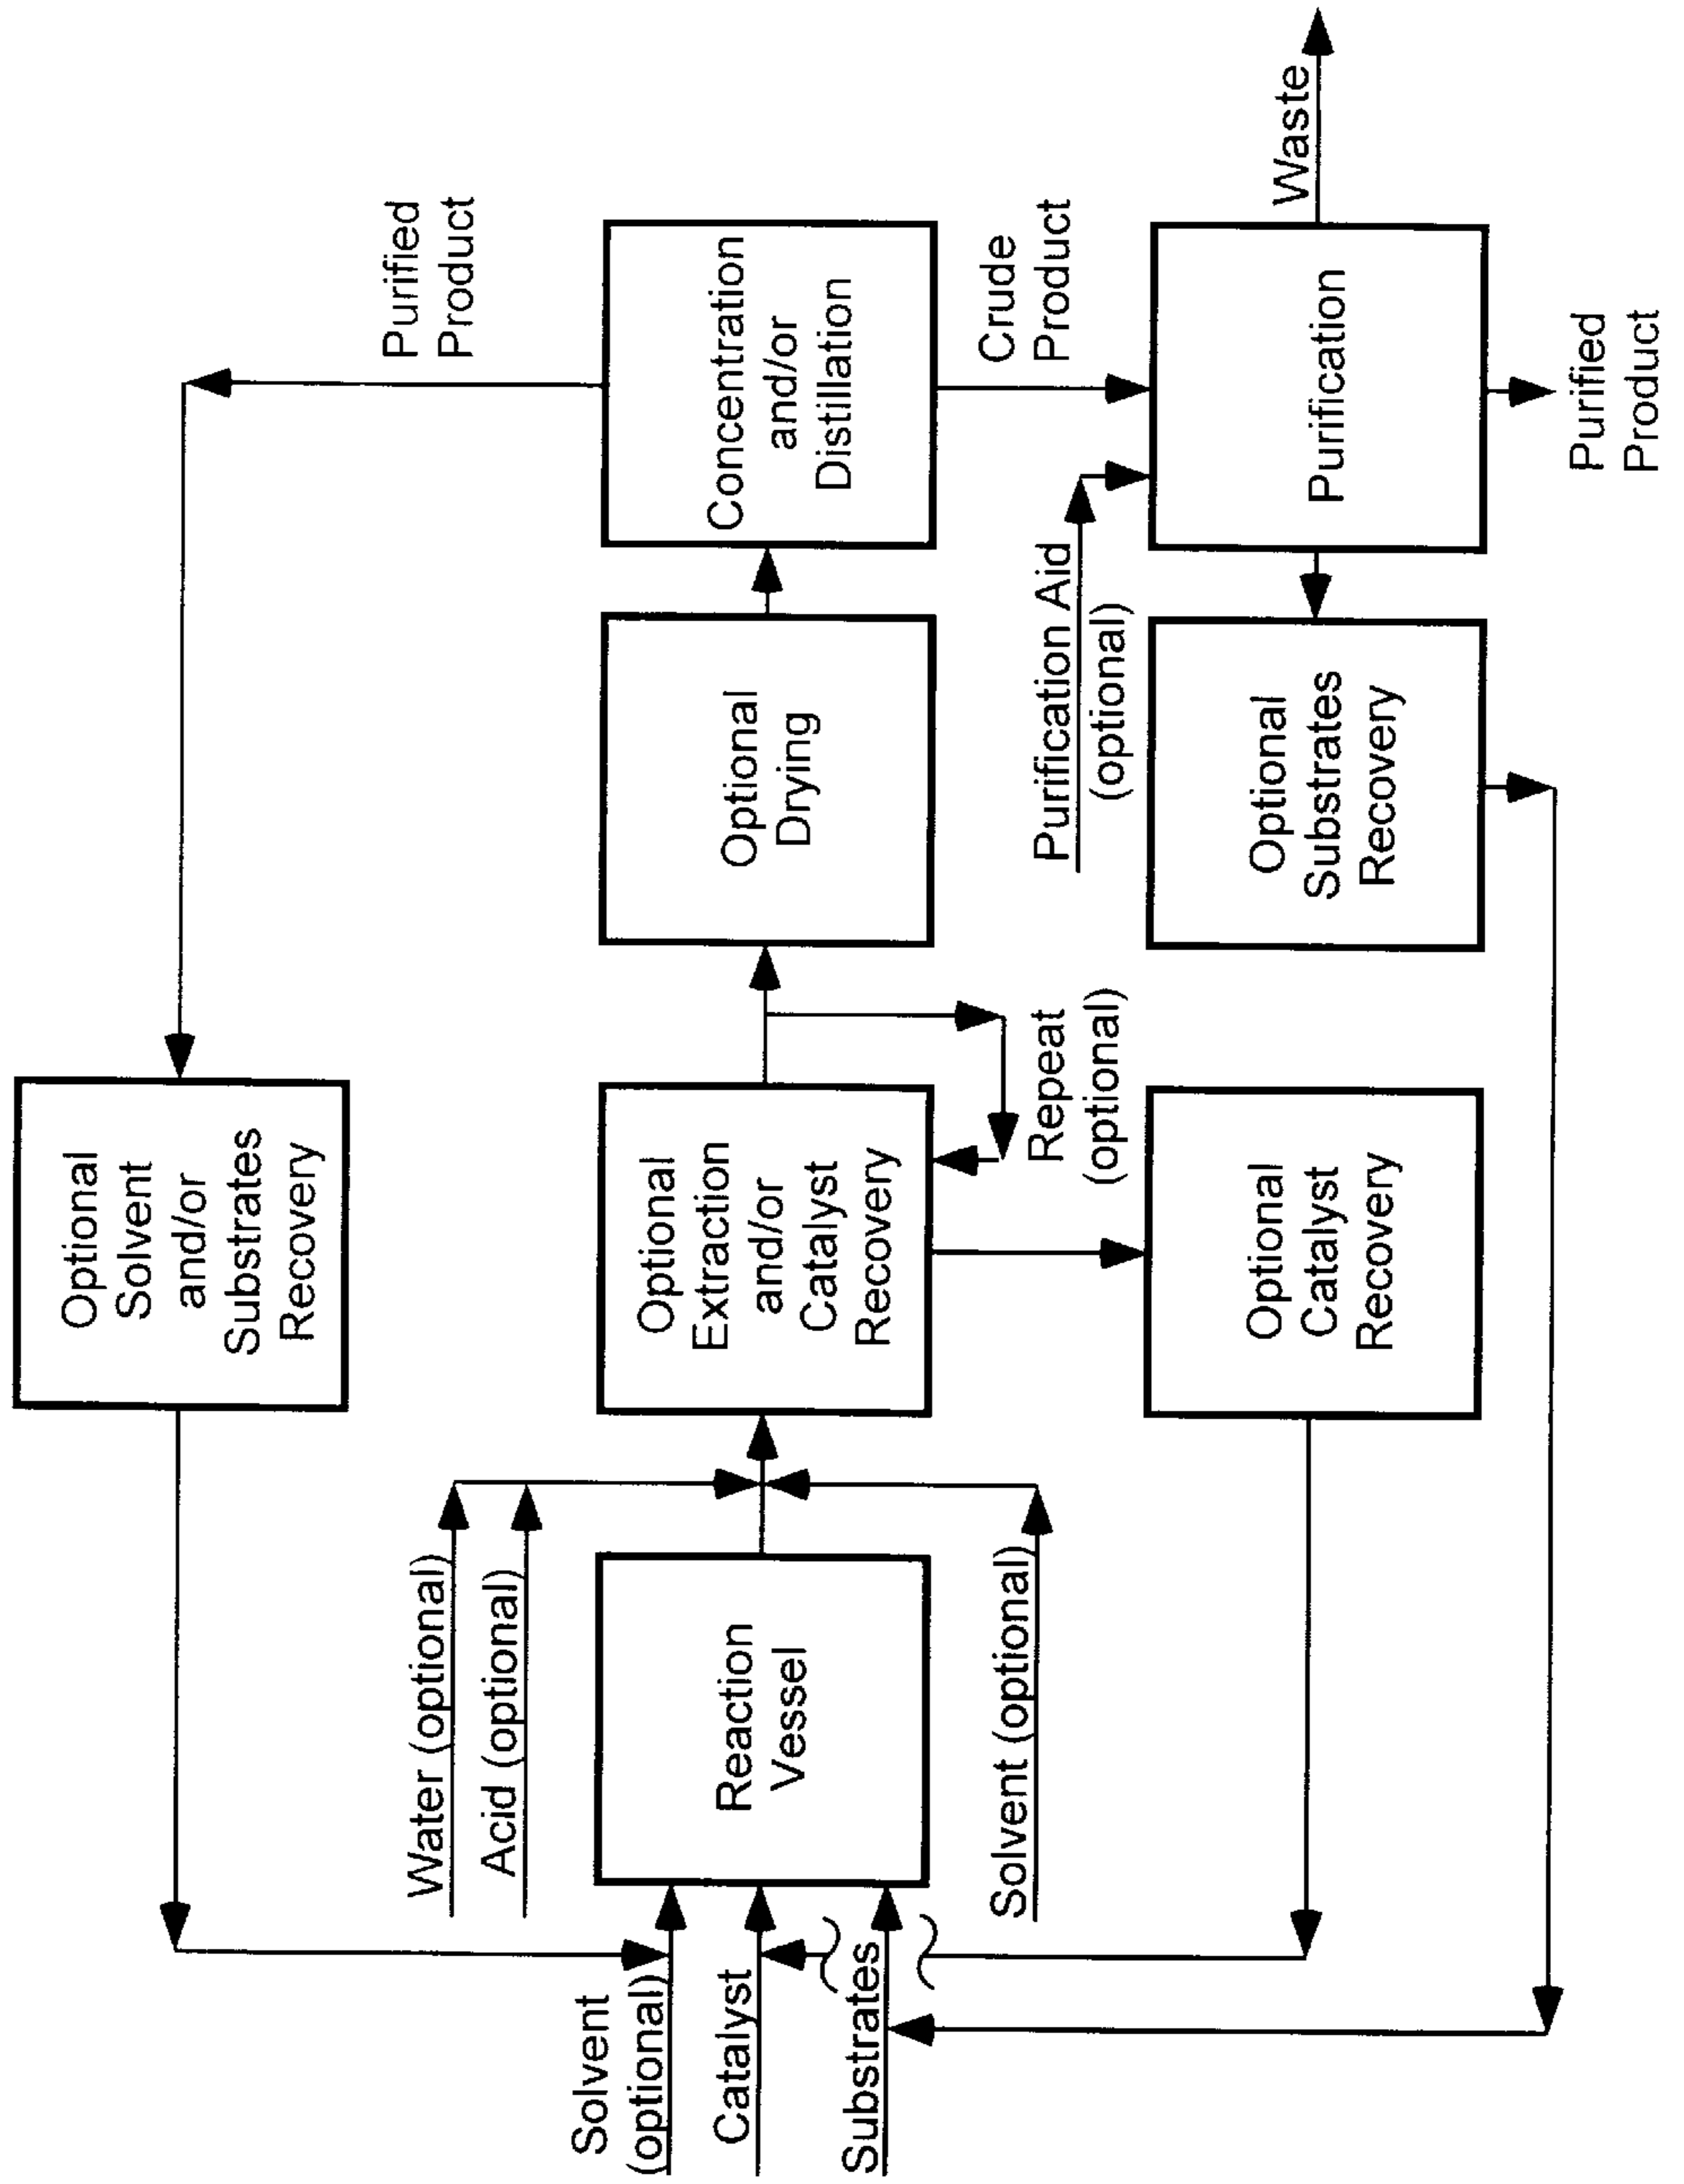 Optional
Solvent
and/or
Substrates
Recovery
Purified
Product
Water (optional)
Acid (optional)
Solvent
(optional)
Catalyst
Substrates
Reaction
Vessel
Optional
Extraction
and/or
Catalyst
Recovery
Optional
Drying
Concentration
and/or
Distillation
Solvent (optional)
Repeat
(optional)
Purification Aid
(optional)
Crude
Product
Optional
Catalyst
Recovery
Optional
Substrates
Recovery
Purification
Waste
Purified
Product